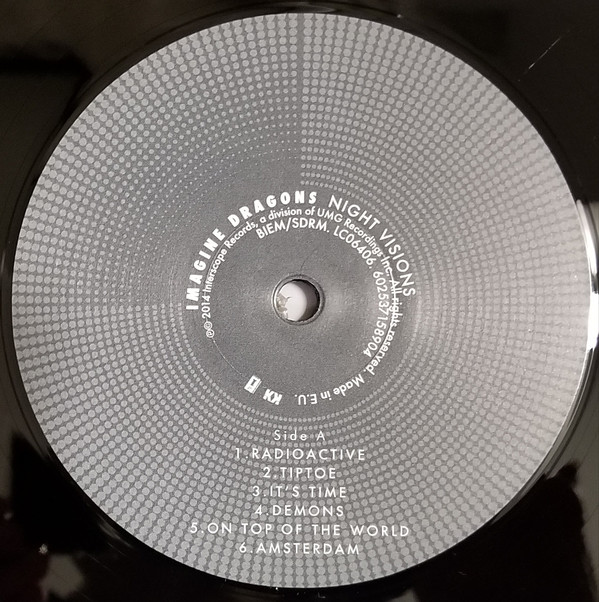 IMAGINE DRAGONS NIGHT VISIONS
℗© 2014 Interscope Records, a division of UMG Recordings Inc. All rights reserved. Made in E.U.
BIEM/SDRM. LC06406 602537158904
Side A
1.RADIOACTIVE
2.TIPTOE
3.IT'S TIME
4.DEMONS
5.ON TOP OF THE WORLD
6.AMSTERDAM